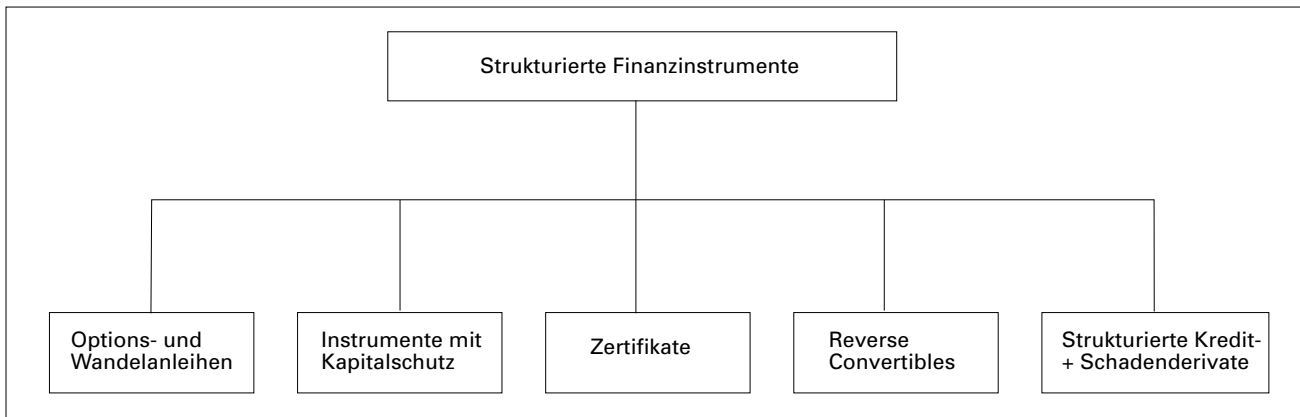 Strukturierte Finanzinstrumente
Options- und
Wandelanleihen
Instrumente mit
Kapitalschutz
Zertifikate
Reverse
Convertibles
Strukturierte Kredit-
+ Schadenderivate